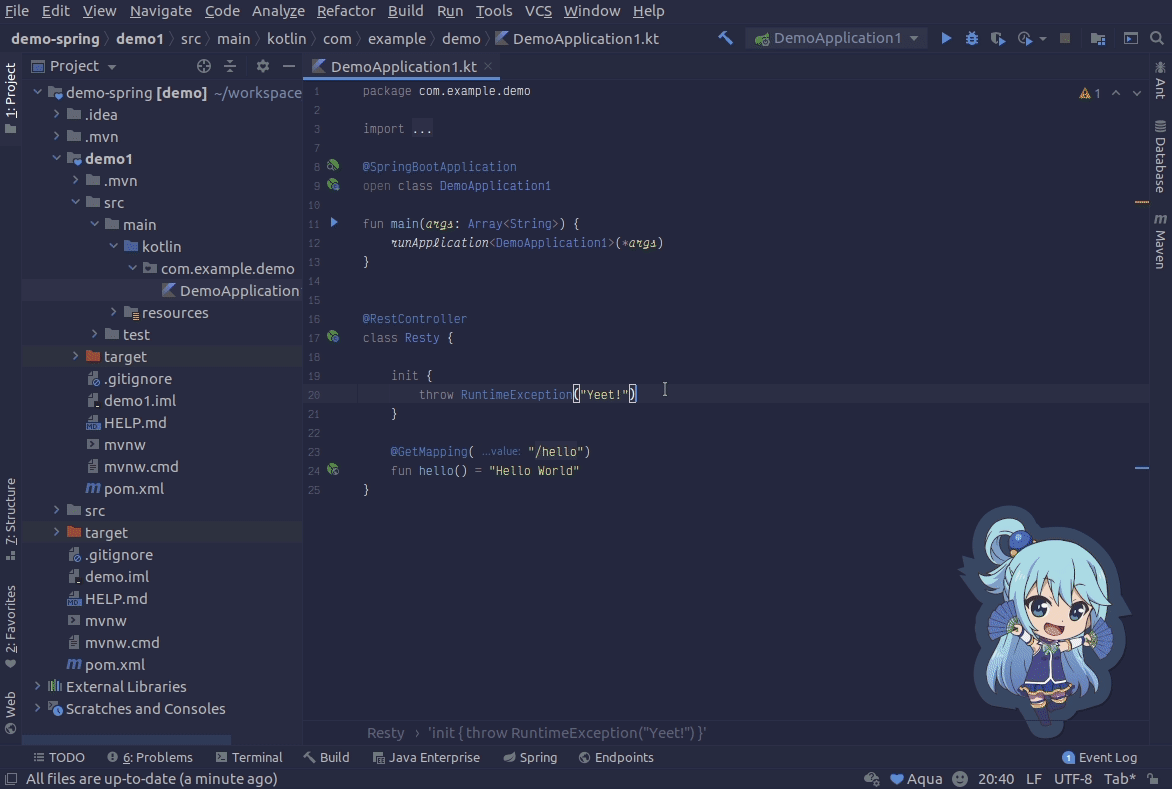 File Edit View Navigate Code Analyze Refactor Build Run Tools VCS Window Help
demo-spring demo1 src main kotlin com example demo DemoApplication1.kt DemoApplication1
1: Project
Project
demo-spring [demo] ~/workspace
.idea
.mvn
demo1
.mvn
src
main
kotlin
com.example.demo
DemoApplication
resources
test
target
.gitignore
demo1.iml
HELP.md
mvnw
mvnw.cmd
pom.xml
src
target
.gitignore
demo.iml
HELP.md
mvnw
mvnw.cmd
pom.xml
External Libraries
Scratches and Consoles
7: Structure
2: Favorites
Web
DemoApplication1.kt
1 package com.example.demo
2
3 import ...
7
8 @SpringBootApplication
9 open class DemoApplication1
10
11 fun main(args: Array<String>) {
12 runApplication<DemoApplication1>(*args)
13 }
14
15
16 @RestController
17 class Resty {
18
19 init {
20 throw RuntimeException("Yeet!")
21 }
22
23 @GetMapping( ...value: "/hello")
24 fun hello() = "Hello World"
25 }
1
Ant
Database
Maven
Resty › 'init { throw RuntimeException("Yeet!") }'
TODO 6: Problems Terminal Build Java Enterprise Spring Endpoints 1 Event Log
All files are up-to-date (a minute ago) Aqua 20:40 LF UTF-8 Tab*